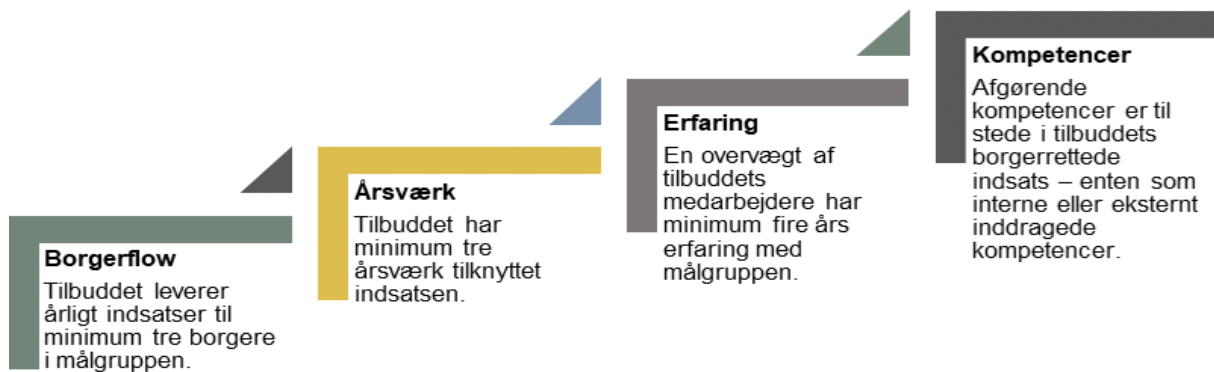 Borgerflow
Tilbuddet leverer
årligt indsatser til
minimum tre borgere
i målgruppen.
Årsværk
Tilbuddet har
minimum tre
årsværk tilknyttet
indsatsen.
Erfaring
En overvægt af
tilbuddets
medarbejdere har
minimum fire års
erfaring med
målgruppen.
Kompetencer
Afgørende
kompetencer er til
stede i tilbuddets
borgerrettede
indsats – enten som
interne eller eksternt
inddragede
kompetencer.